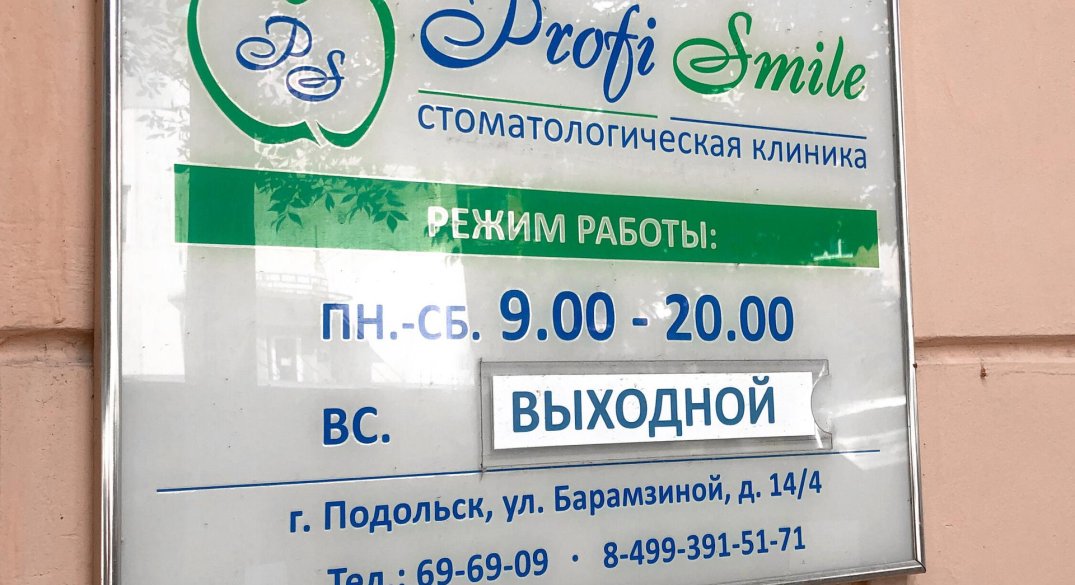 PS
Profi Smile
стоматологическая клиника
РЕЖИМ РАБОТЫ:
ПН.-СБ. 9.00 - 20.00
ВС. ВЫХОДНОЙ
г. Подольск, ул. Барамзиной, д. 14/4
Тел.: 69-69-09 · 8-499-391-51-71